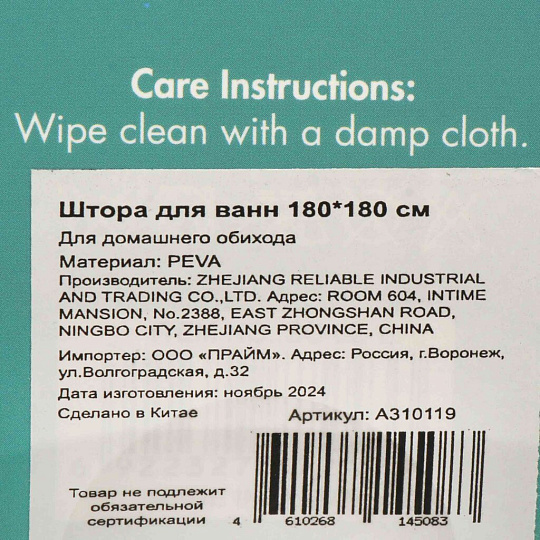 Care Instructions:
Wipe clean with a damp cloth.
Штора для ванн 180*180 см
Для домашнего обихода
Материал: PEVA
Производитель: ZHEJIANG RELIABLE INDUSTRIAL
AND TRADING CO.,LTD. Адрес: ROOM 604, INTIME
MANSION, No.2388, EAST ZHONGSHAN ROAD,
NINGBO CITY, ZHEJIANG PROVINCE, CHINA
Импортер: ООО «ПРАЙМ». Адрес: Россия, г.Воронеж,
ул.Волгоградская, д.32
Дата изготовления: ноябрь 2024
Сделано в Китае Артикул: A310119
Товар не подлежит
обязательной
сертификации
4 610268 145083